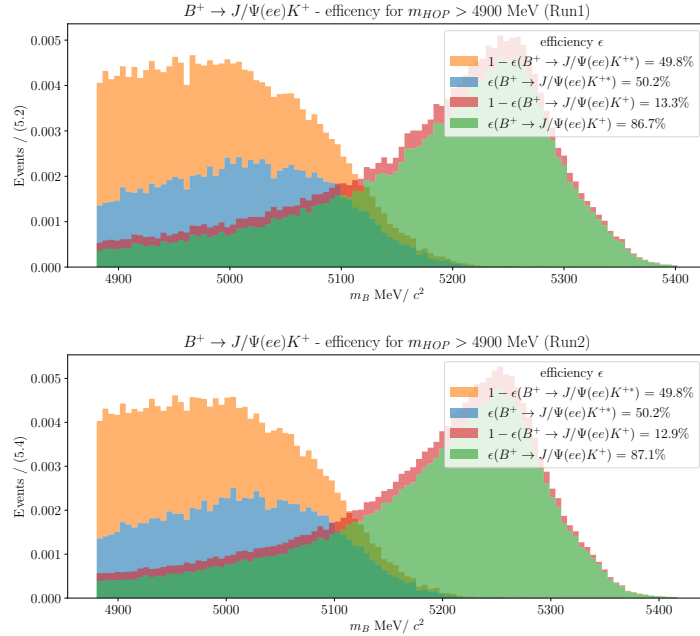 B⁺ → J/Ψ(ee)K⁺ - efficency for m_HOP > 4900 MeV (Run1)
0.005
0.004
0.003
0.002
0.001
0.000
Events / (5.2)
efficiency ϵ
1 − ϵ(B⁺ → J/Ψ(ee)K⁺*) = 49.8%
ϵ(B⁺ → J/Ψ(ee)K⁺*) = 50.2%
1 − ϵ(B⁺ → J/Ψ(ee)K⁺) = 13.3%
ϵ(B⁺ → J/Ψ(ee)K⁺) = 86.7%
4900 5000 5100 5200 5300 5400
m_B MeV/ c²
B⁺ → J/Ψ(ee)K⁺ - efficency for m_HOP > 4900 MeV (Run2)
0.005
0.004
0.003
0.002
0.001
0.000
Events / (5.4)
efficiency ϵ
1 − ϵ(B⁺ → J/Ψ(ee)K⁺*) = 49.8%
ϵ(B⁺ → J/Ψ(ee)K⁺*) = 50.2%
1 − ϵ(B⁺ → J/Ψ(ee)K⁺) = 12.9%
ϵ(B⁺ → J/Ψ(ee)K⁺) = 87.1%
4900 5000 5100 5200 5300 5400
m_B MeV/ c²